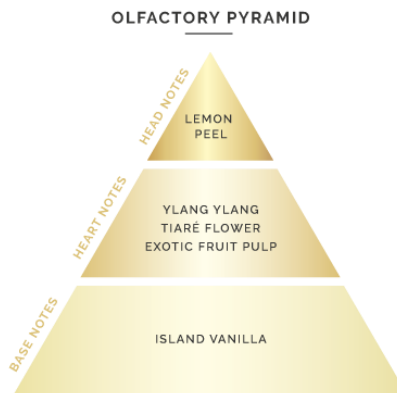 OLFACTORY PYRAMID
HEAD NOTES
LEMON
PEEL
HEART NOTES
YLANG YLANG
TIARÉ FLOWER
EXOTIC FRUIT PULP
BASE NOTES
ISLAND VANILLA